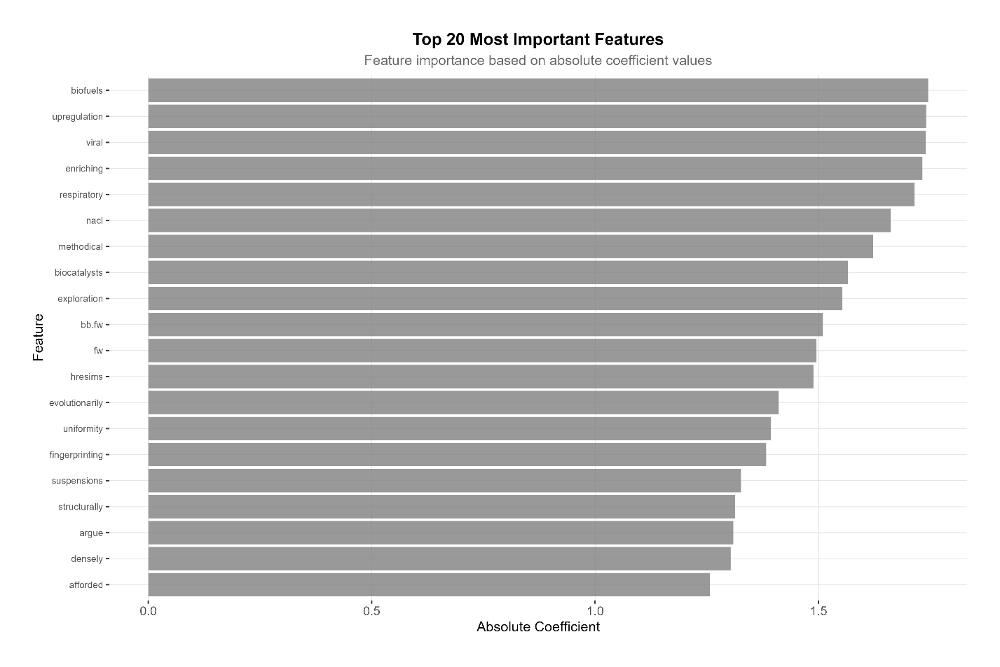 Top 20 Most Important Features
Feature importance based on absolute coefficient values
Feature
biofuels
upregulation
viral
enriching
respiratory
nacl
methodical
biocatalysts
exploration
bb.fw
fw
hresims
evolutionarily
uniformity
fingerprinting
suspensions
structurally
argue
densely
afforded
0.0 0.5 1.0 1.5
Absolute Coefficient